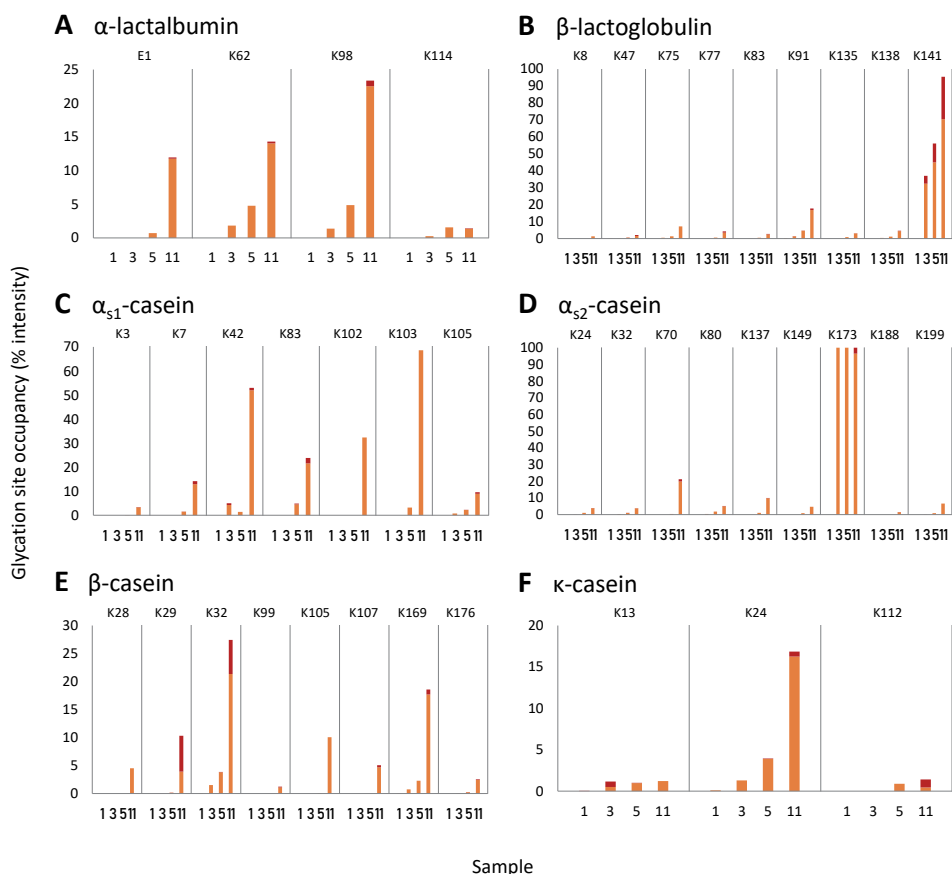 A α-lactalbumin
E1 K62 K98 K114
25
20
15
10
5
0
1 3 5 11 1 3 5 11 1 3 5 11 1 3 5 11
B β-lactoglobulin
K8 K47 K75 K77 K83 K91 K135 K138 K141
100
90
80
70
60
50
40
30
20
10
0
1 3 5 11 1 3 5 11 1 3 5 11 1 3 5 11 1 3 5 11 1 3 5 11 1 3 5 11 1 3 5 11 1 3 5 11
Glycation site occupancy (% intensity)
C αs1-casein
K3 K7 K42 K83 K102 K103 K105
70
60
50
40
30
20
10
0
1 3 5 11 1 3 5 11 1 3 5 11 1 3 5 11 1 3 5 11 1 3 5 11 1 3 5 11
D αs2-casein
K24 K32 K70 K80 K137 K149 K173 K188 K199
100
90
80
70
60
50
40
30
20
10
0
1 3 5 11 1 3 5 11 1 3 5 11 1 3 5 11 1 3 5 11 1 3 5 11 1 3 5 11 1 3 5 11 1 3 5 11
E β-casein
K28 K29 K32 K99 K105 K107 K169 K176
30
25
20
15
10
5
0
1 3 5 11 1 3 5 11 1 3 5 11 1 3 5 11 1 3 5 11 1 3 5 11 1 3 5 11 1 3 5 11
F κ-casein
K13 K24 K112
20
15
10
5
0
1 3 5 11 1 3 5 11 1 3 5 11
Sample